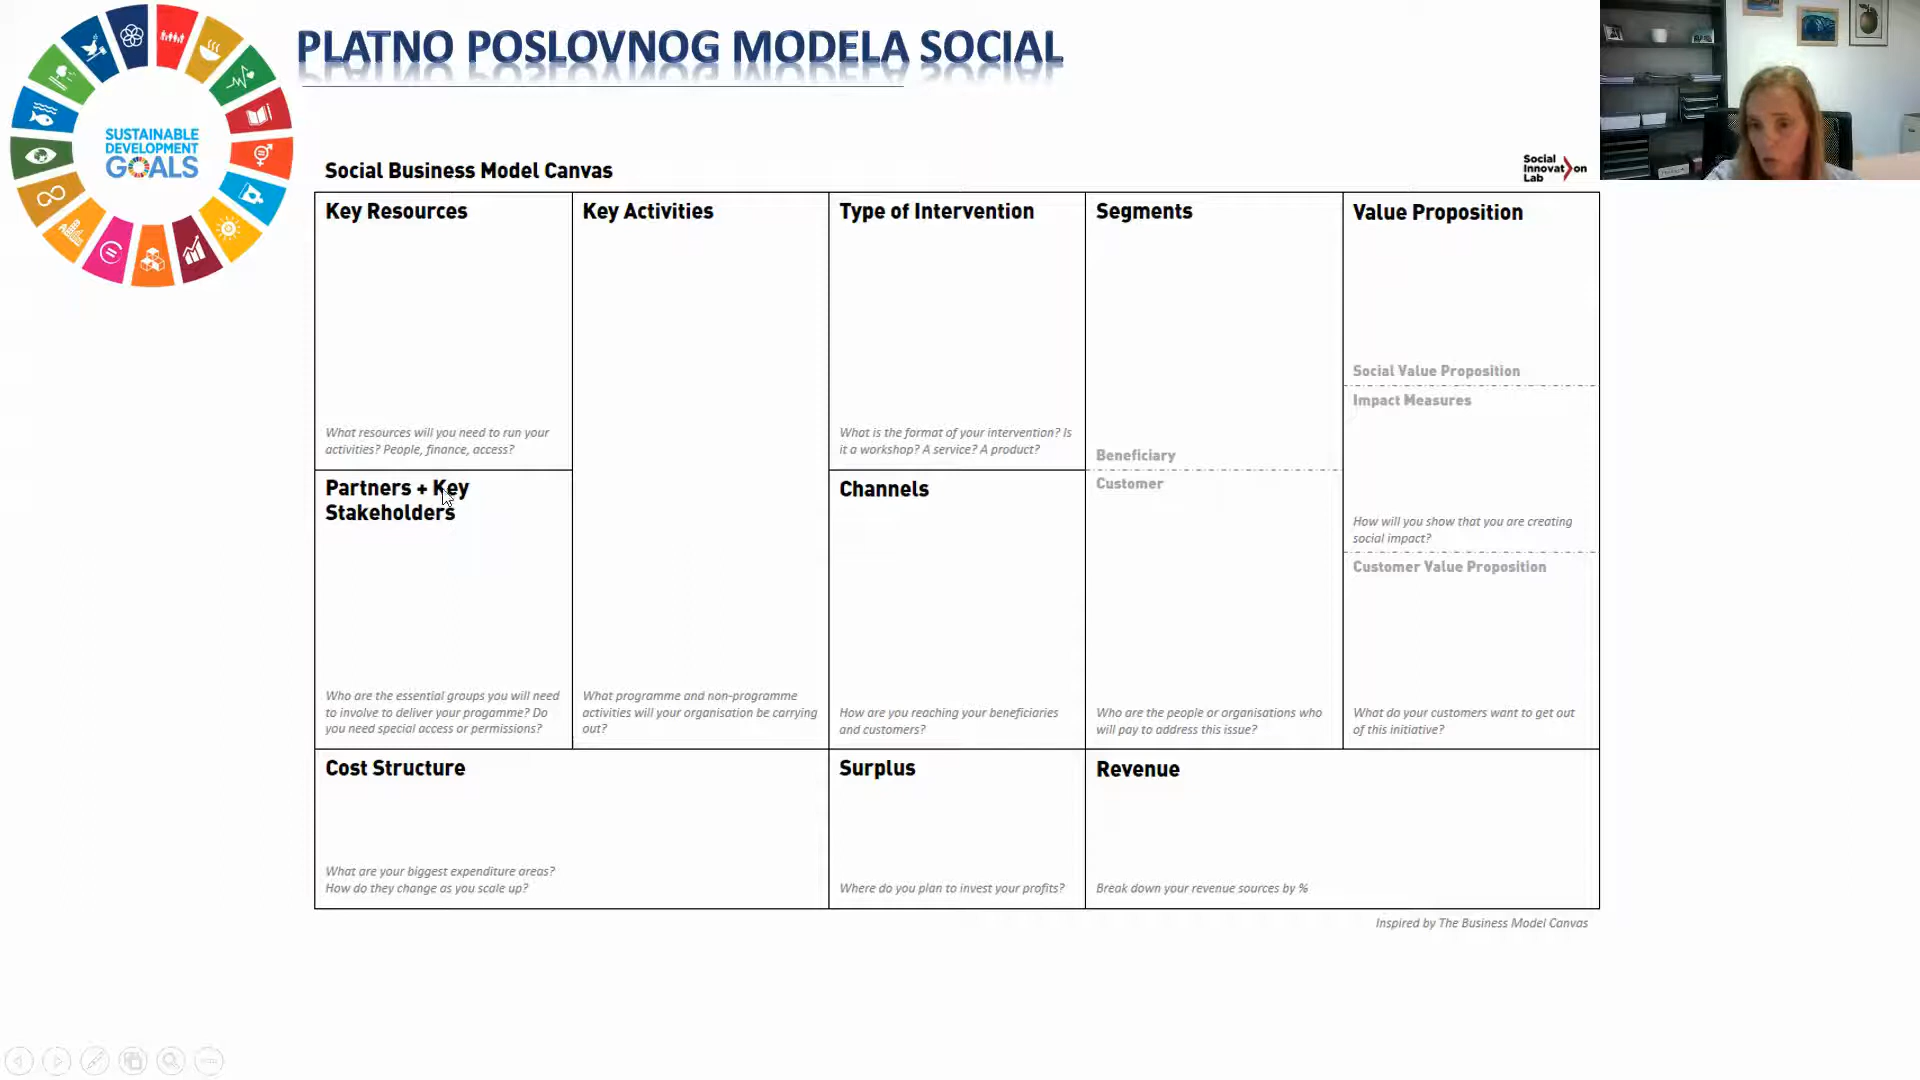 PLATNO POSLOVNOG MODELA SOCIAL
SUSTAINABLE
DEVELOPMENT
GOALS
Social Business Model Canvas
Social
Innovation
Lab
Key Resources
What resources will you need to run your
activities? People, finance, access?
Partners + Key
Stakeholders
Who are the essential groups you will need
to involve to deliver your progamme? Do
you need special access or permissions?
Key Activities
What programme and non-programme
activities will your organisation be carrying
out?
Type of Intervention
What is the format of your intervention? Is
it a workshop? A service? A product?
Channels
How are you reaching your beneficiaries
and customers?
Segments
Beneficiary
Customer
Who are the people or organisations who
will pay to address this issue?
Value Proposition
Social Value Proposition
Impact Measures
How will you show that you are creating
social impact?
Customer Value Proposition
What do your customers want to get out
of this initiative?
Cost Structure
What are your biggest expenditure areas?
How do they change as you scale up?
Surplus
Where do you plan to invest your profits?
Revenue
Break down your revenue sources by %
Inspired by The Business Model Canvas